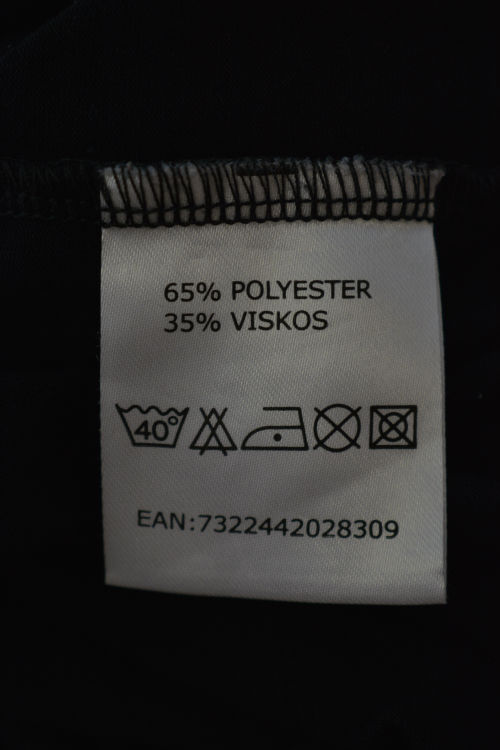 65% POLYESTER
35% VISKOS
40°
EAN:7322442028309